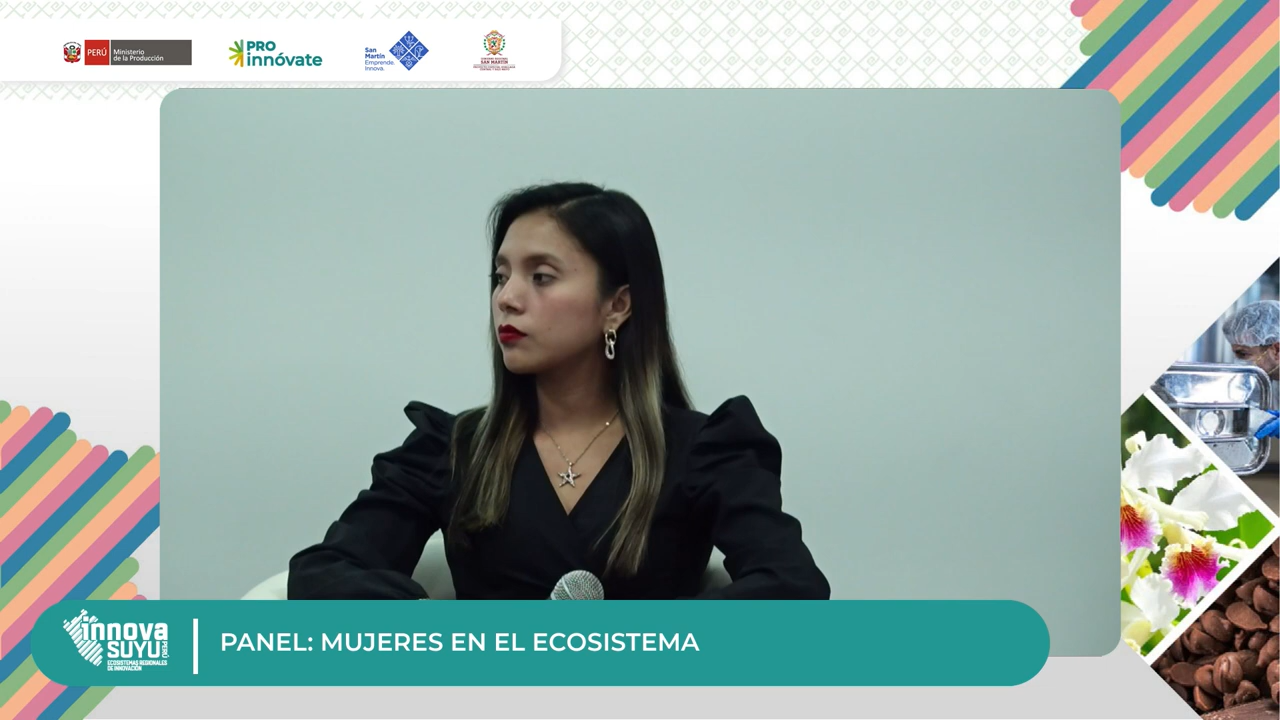 PERÚ
Ministerio
de la Producción
PRO
innóvate
San
Martín
Emprende.
Innova.
SAN MARTÍN
PANEL: MUJERES EN EL ECOSISTEMA
innova
SUYU
PERÚ
ECOSISTEMAS REGIONALES
DE INNOVACIÓN